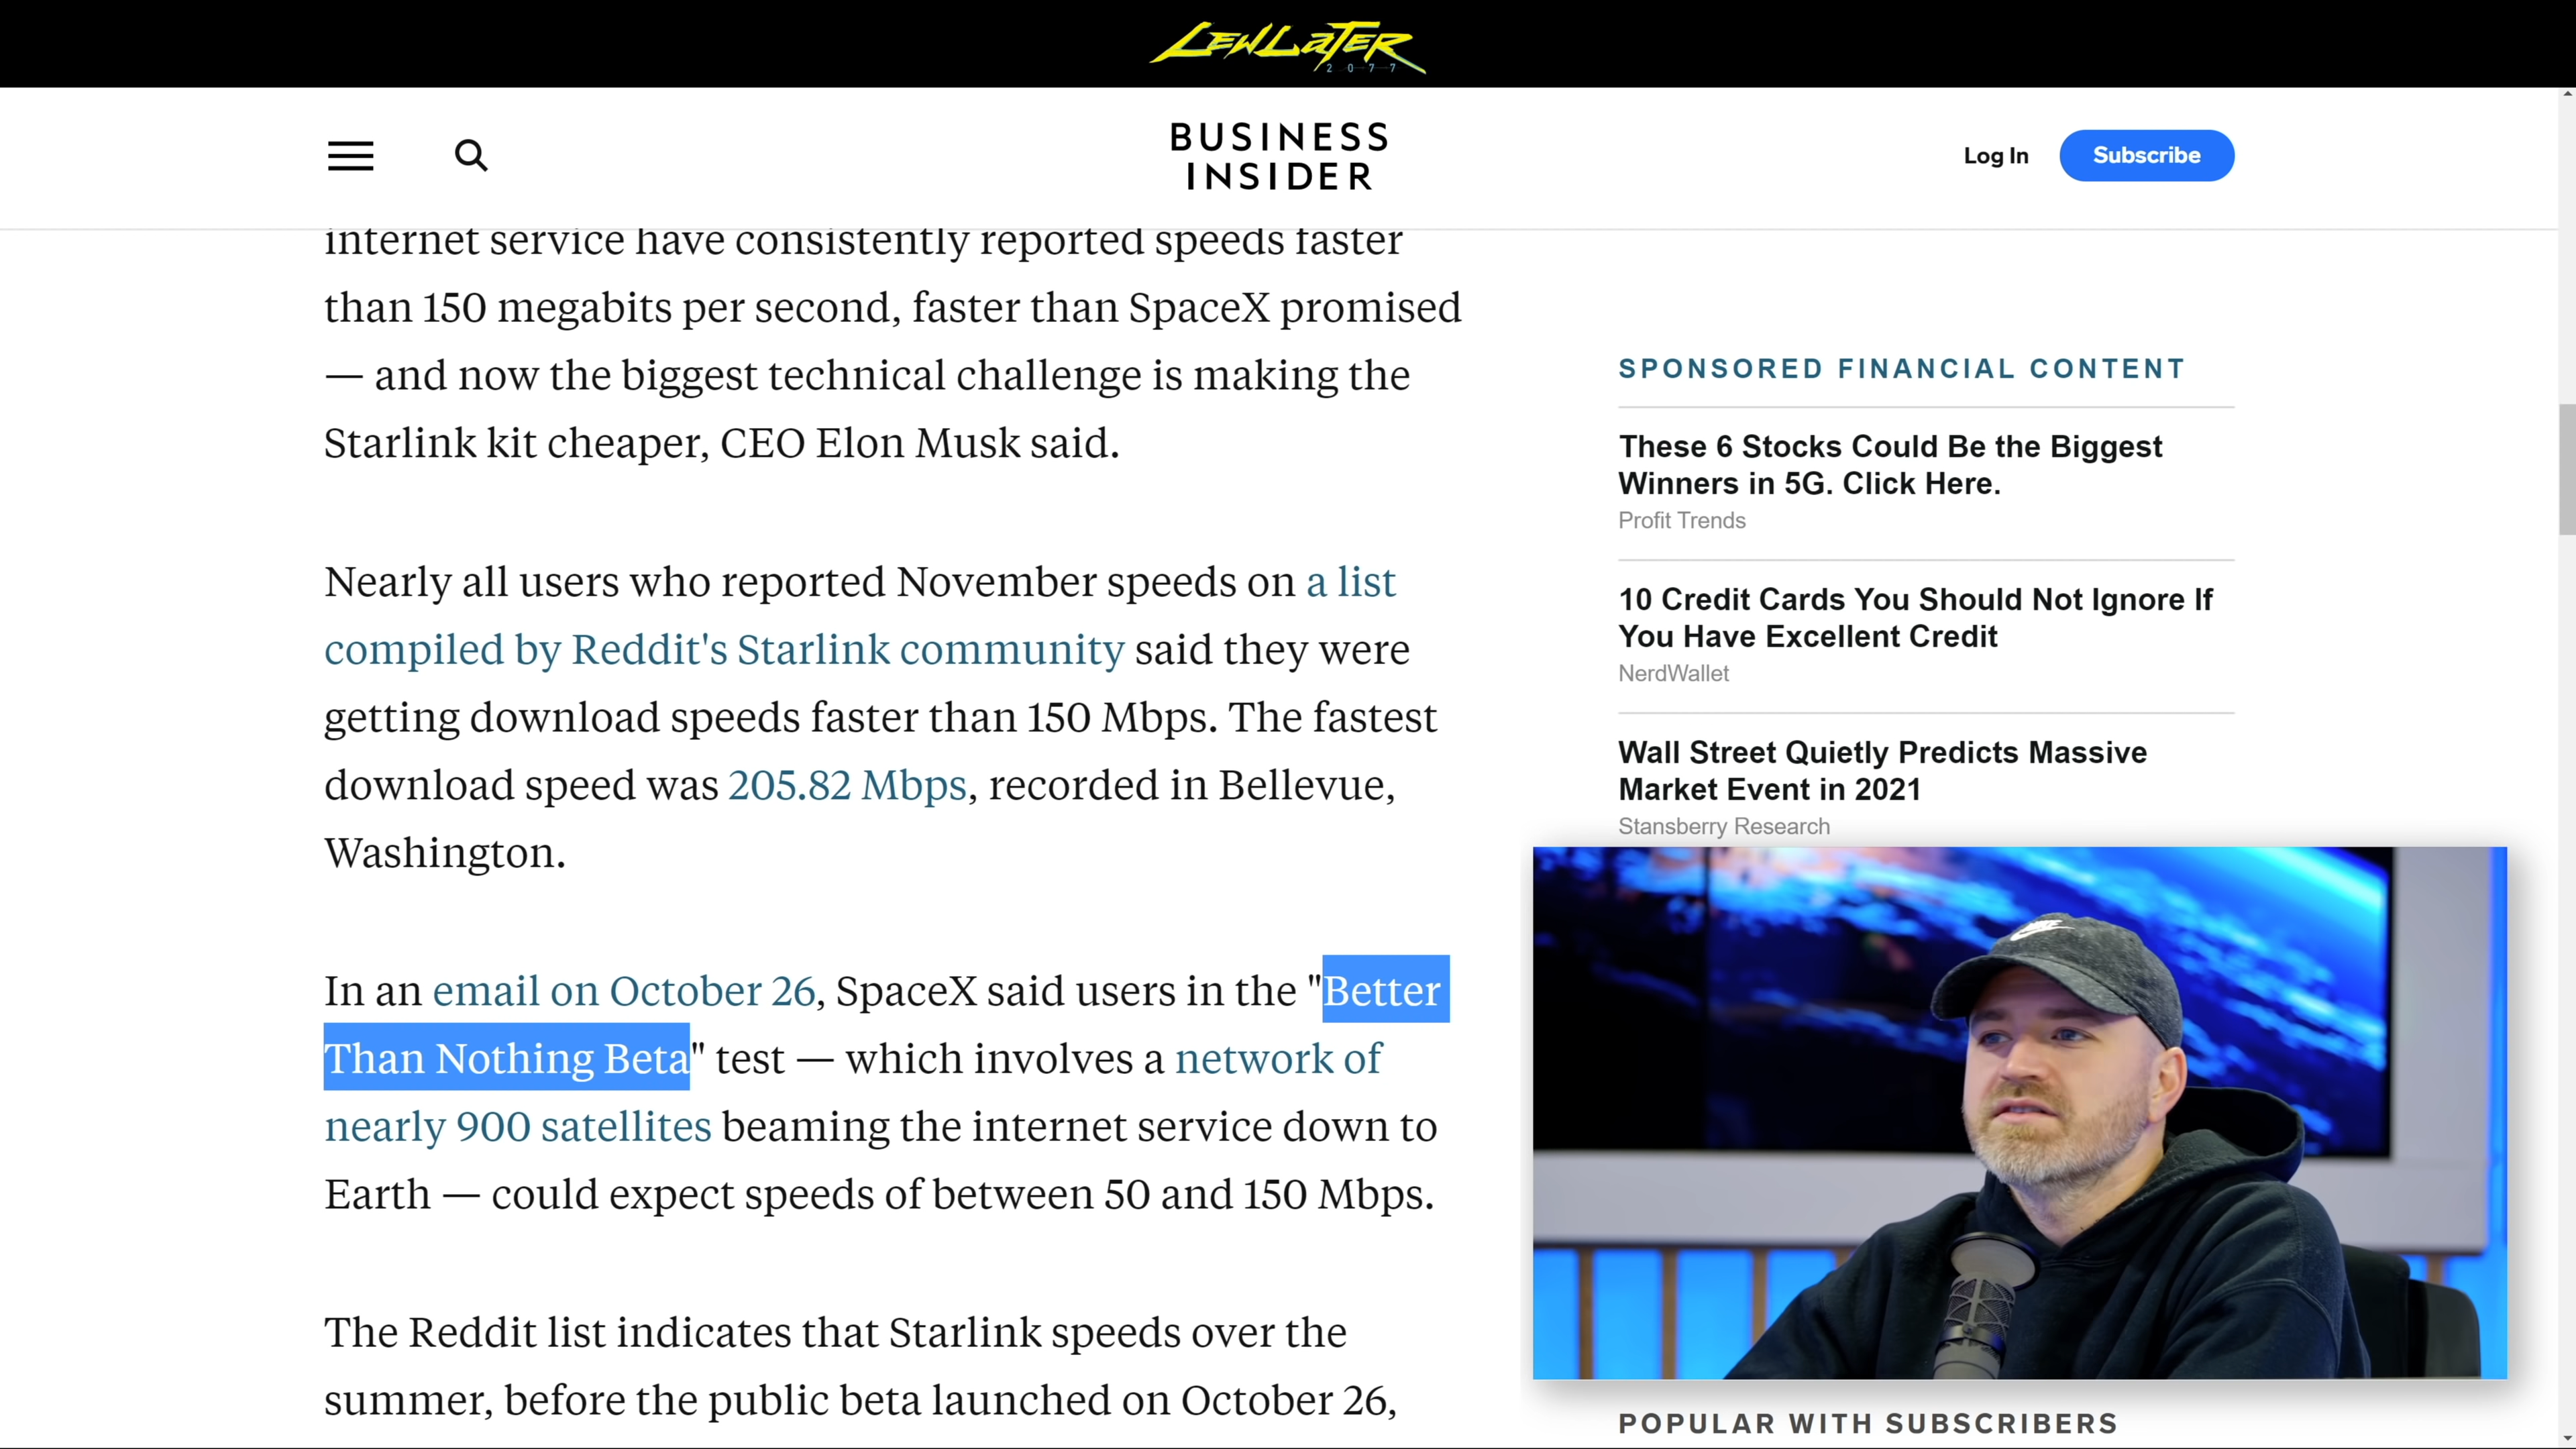 LEWLATER
2077
BUSINESS
INSIDER
Log In
Subscribe
internet service have consistently reported speeds faster
than 150 megabits per second, faster than SpaceX promised
— and now the biggest technical challenge is making the
Starlink kit cheaper, CEO Elon Musk said.
Nearly all users who reported November speeds on a list
compiled by Reddit's Starlink community said they were
getting download speeds faster than 150 Mbps. The fastest
download speed was 205.82 Mbps, recorded in Bellevue,
Washington.
In an email on October 26, SpaceX said users in the "Better
Than Nothing Beta" test — which involves a network of
nearly 900 satellites beaming the internet service down to
Earth — could expect speeds of between 50 and 150 Mbps.
The Reddit list indicates that Starlink speeds over the
summer, before the public beta launched on October 26,
SPONSORED FINANCIAL CONTENT
These 6 Stocks Could Be the Biggest
Winners in 5G. Click Here.
Profit Trends
10 Credit Cards You Should Not Ignore If
You Have Excellent Credit
NerdWallet
Wall Street Quietly Predicts Massive
Market Event in 2021
Stansberry Research
POPULAR WITH SUBSCRIBERS